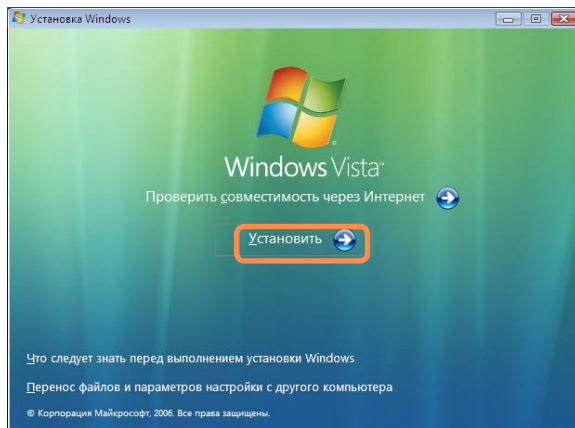 Установка Windows
Windows Vista™
Проверить совместимость через Интернет
Установить
Что следует знать перед выполнением установки Windows
Перенос файлов и параметров настройки с другого компьютера
© Корпорация Майкрософт, 2006. Все права защищены.